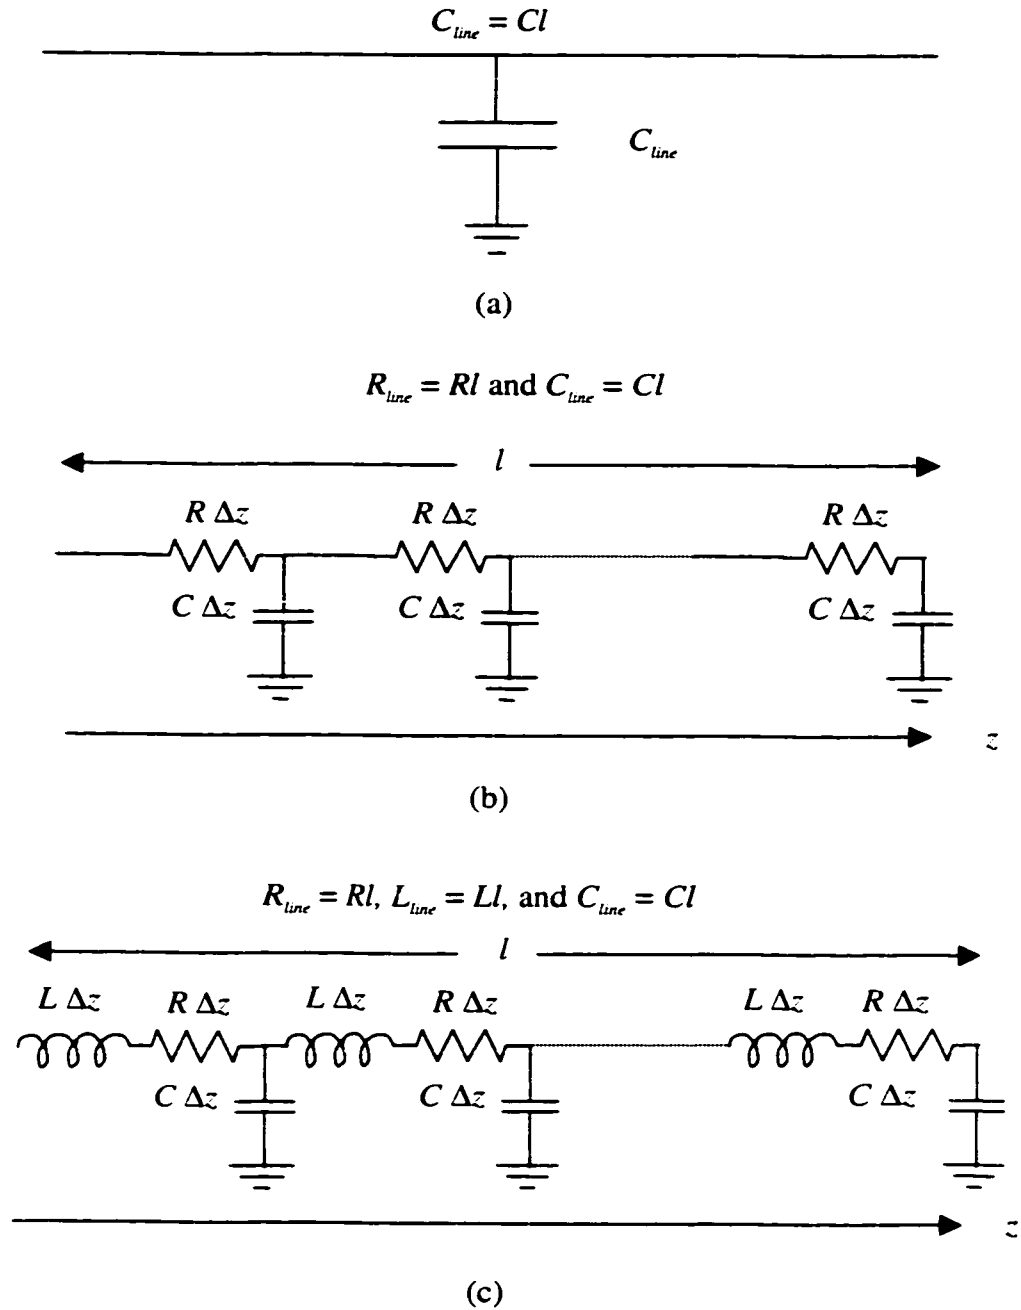 C_line = Cl
C_line
(a)
R_line = Rl and C_line = Cl
l
R Δz R Δz R Δz
C Δz C Δz C Δz
z
(b)
R_line = Rl, L_line = Ll, and C_line = Cl
l
L Δz R Δz L Δz R Δz L Δz R Δz
C Δz C Δz C Δz
z
(c)